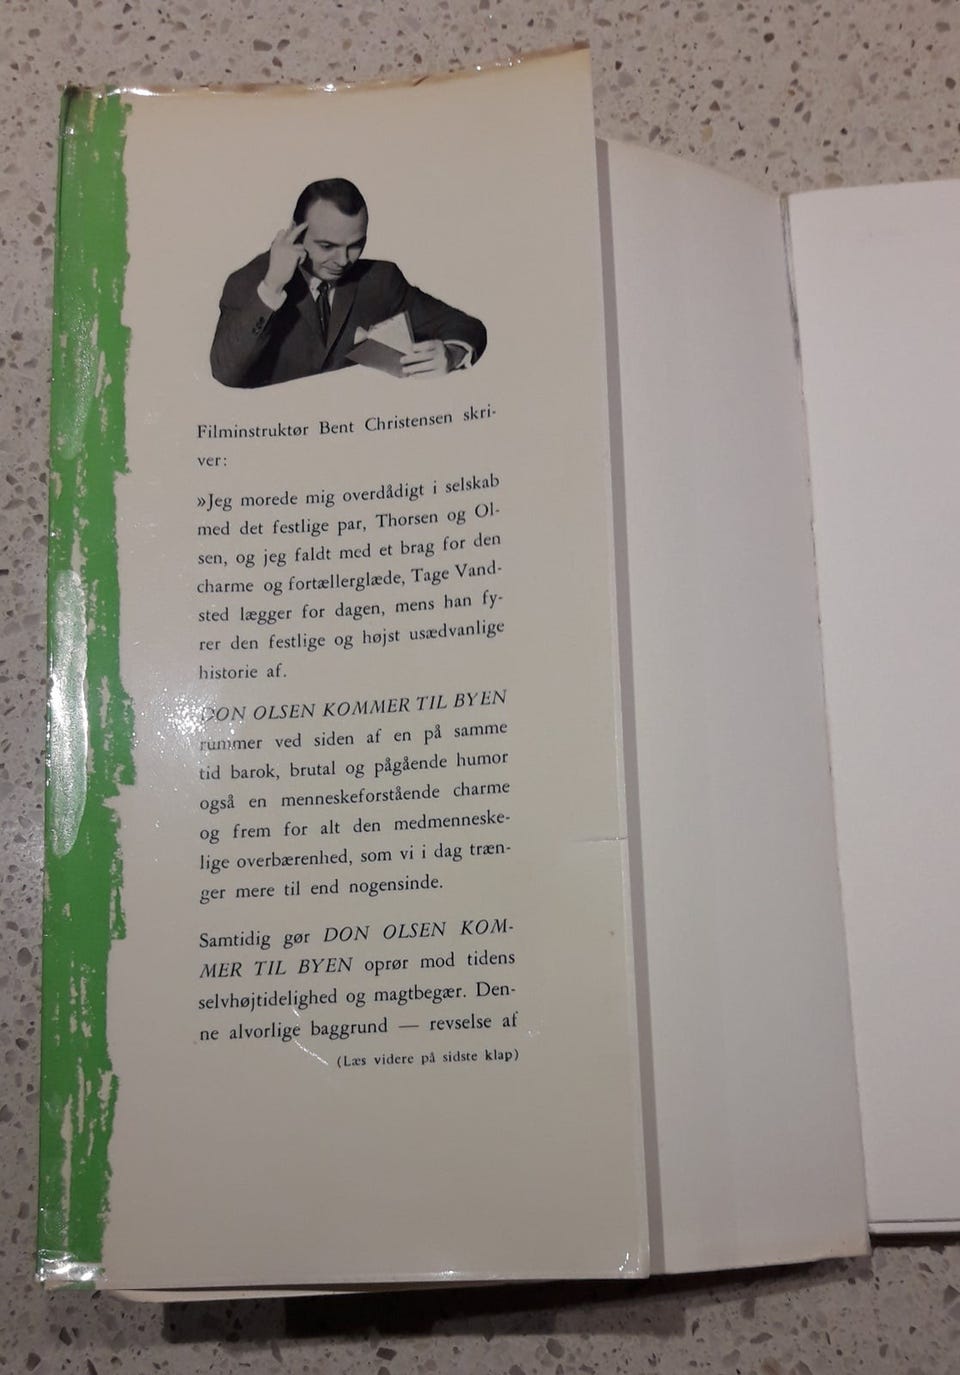 Filminstruktør Bent Christensen skri-
ver:
»Jeg morede mig overdådigt i selskab
med det festlige par, Thorsen og Ol-
sen, og jeg faldt med et brag for den
charme og fortællerglæde, Tage Vand-
sted lægger for dagen, mens han fy-
rer den festlige og højst usædvanlige
historie af.
DON OLSEN KOMMER TIL BYEN
rummer ved siden af en på samme
tid barok, brutal og pågående humor
også en menneskeforstående charme
og frem for alt den medmenneske-
lige overbærenhed, som vi i dag træn-
ger mere til end nogensinde.
Samtidig gør DON OLSEN KOM-
MER TIL BYEN oprør mod tidens
selvhøjtidelighed og magtbegær. Den-
ne alvorlige baggrund — revselse af
(Læs videre på sidste klap)